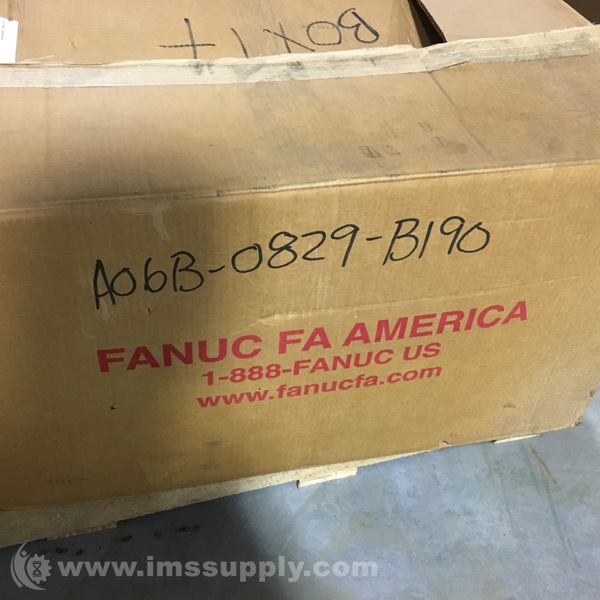 BOX 1 +
A06B-0829-B190
FANUC FA AMERICA
1-888-FANUC US
www.fanucfa.com
www.imssupply.com